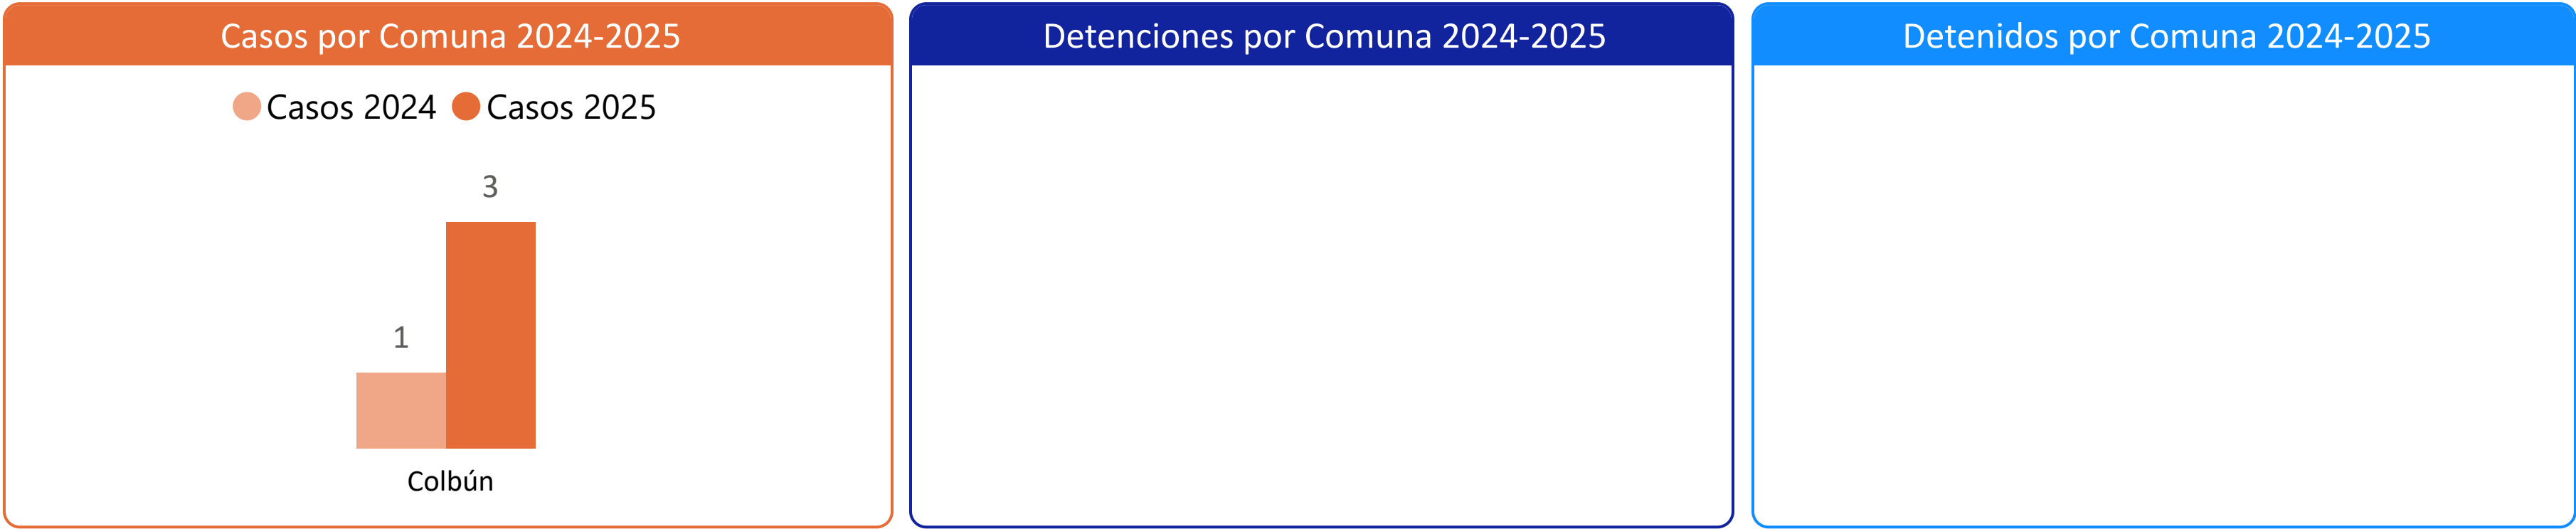 Casos por Comuna 2024-2025
Casos 2024 Casos 2025
3
1
Colbún
Detenciones por Comuna 2024-2025
Detenidos por Comuna 2024-2025